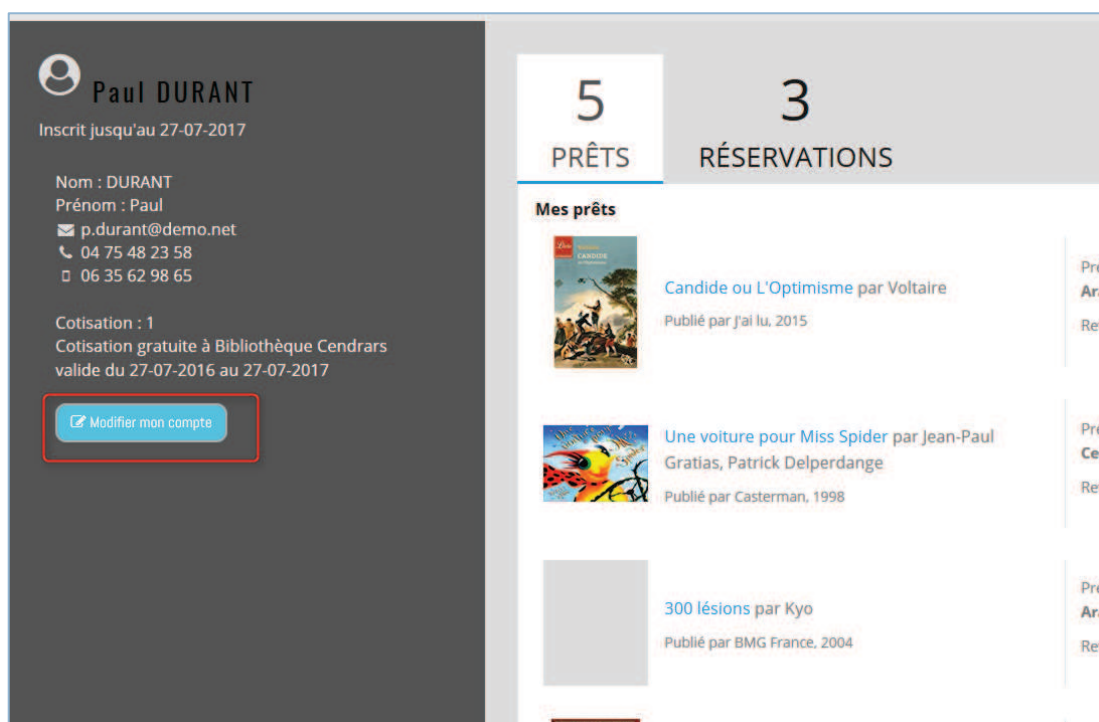 Paul DURANT
Inscrit jusqu'au 27-07-2017
Nom : DURANT
Prénom : Paul
p.durant@demo.net
04 75 48 23 58
06 35 62 98 65
Cotisation : 1
Cotisation gratuite à Bibliothèque Cendrars
valide du 27-07-2016 au 27-07-2017
Modifier mon compte
5
PRÊTS
3
RÉSERVATIONS
Mes prêts
CANDIDE
Candide ou L'Optimisme par Voltaire
Publié par J'ai lu, 2015
Une voiture pour Miss Spider par Jean-Paul
Gratias, Patrick Delperdange
Publié par Casterman, 1998
300 lésions par Kyo
Publié par BMG France, 2004